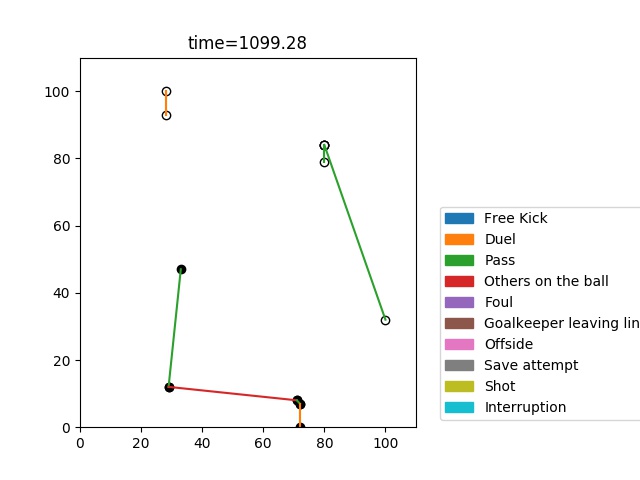 time=1099.28
100
80
60
40
20
0
0 20 40 60 80 100
Free Kick
Duel
Pass
Others on the ball
Foul
Goalkeeper leaving lin
Offside
Save attempt
Shot
Interruption